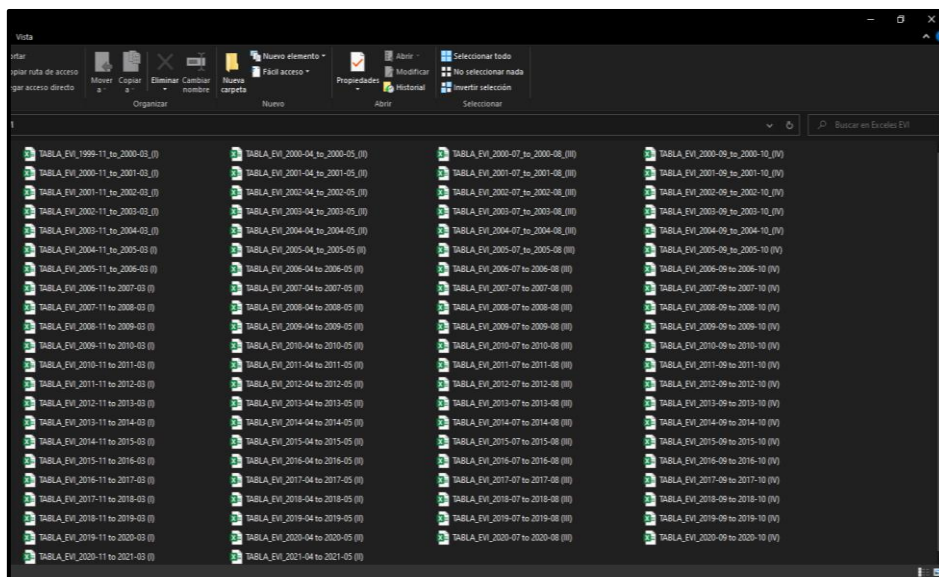 Vista
ortar
opiar ruta de acceso
gar acceso directo
Mover a
Copiar a
Eliminar
Cambiar nombre
Organizar
Nueva carpeta
Nuevo elemento
Fácil acceso
Nuevo
Propiedades
Abrir
Modificar
Historial
Abrir
Seleccionar todo
No seleccionar nada
Invertir selección
Seleccionar
Buscar en Exceles EVI
TABLA_EVI_1999-11_to_2000-03_(I) TABLA_EVI_2000-04_to_2000-05_(II) TABLA_EVI_2000-07_to_2000-08_(III) TABLA_EVI_2000-09_to_2000-10_(IV)
TABLA_EVI_2000-11_to_2001-03_(I) TABLA_EVI_2001-04_to_2001-05_(II) TABLA_EVI_2001-07_to_2001-08_(III) TABLA_EVI_2001-09_to_2001-10_(IV)
TABLA_EVI_2001-11_to_2002-03_(I) TABLA_EVI_2002-04_to_2002-05_(II) TABLA_EVI_2002-07_to_2002-08_(III) TABLA_EVI_2002-09_to_2002-10_(IV)
TABLA_EVI_2002-11_to_2003-03_(I) TABLA_EVI_2003-04_to_2003-05_(II) TABLA_EVI_2003-07_to_2003-08_(III) TABLA_EVI_2003-09_to_2003-10_(IV)
TABLA_EVI_2003-11_to_2004-03_(I) TABLA_EVI_2004-04_to_2004-05_(II) TABLA_EVI_2004-07_to_2004-08_(III) TABLA_EVI_2004-09_to_2004-10_(IV)
TABLA_EVI_2004-11_to_2005-03 (I) TABLA_EVI_2005-04_to_2005-05 (II) TABLA_EVI_2005-07_to_2005-08 (III) TABLA_EVI_2005-09_to_2005-10 (IV)
TABLA_EVI_2005-11_to_2006-03 (I) TABLA_EVI_2006-04 to 2006-05 (II) TABLA_EVI_2006-07 to 2006-08 (III) TABLA_EVI_2006-09 to 2006-10 (IV)
TABLA_EVI_2006-11 to 2007-03 (I) TABLA_EVI_2007-04 to 2007-05 (II) TABLA_EVI_2007-07 to 2007-08 (III) TABLA_EVI_2007-09 to 2007-10 (IV)
TABLA_EVI_2007-11 to 2008-03 (I) TABLA_EVI_2008-04 to 2008-05 (II) TABLA_EVI_2008-07 to 2008-08 (III) TABLA_EVI_2008-09 to 2008-10 (IV)
TABLA_EVI_2008-11 to 2009-03 (I) TABLA_EVI_2009-04 to 2009-05 (II) TABLA_EVI_2009-07 to 2009-08 (III) TABLA_EVI_2009-09 to 2009-10 (IV)
TABLA_EVI_2009-11 to 2010-03 (I) TABLA_EVI_2010-04 to 2010-05 (II) TABLA_EVI_2010-07 to 2010-08 (III) TABLA_EVI_2010-09 to 2010-10 (IV)
TABLA_EVI_2010-11 to 2011-03 (I) TABLA_EVI_2011-04 to 2011-05 (II) TABLA_EVI_2011-07 to 2011-08 (III) TABLA_EVI_2011-09 to 2011-10 (IV)
TABLA_EVI_2011-11 to 2012-03 (I) TABLA_EVI_2012-04 to 2012-05 (II) TABLA_EVI_2012-07 to 2012-08 (III) TABLA_EVI_2012-09 to 2012-10 (IV)
TABLA_EVI_2012-11 to 2013-03 (I) TABLA_EVI_2013-04 to 2013-05 (II) TABLA_EVI_2013-07 to 2013-08 (III) TABLA_EVI_2013-09 to 2013-10 (IV)
TABLA_EVI_2013-11 to 2014-03 (I) TABLA_EVI_2014-04 to 2014-05 (II) TABLA_EVI_2014-07 to 2014-08 (III) TABLA_EVI_2014-09 to 2014-10 (IV)
TABLA_EVI_2014-11 to 2015-03 (I) TABLA_EVI_2015-04 to 2015-05 (II) TABLA_EVI_2015-07 to 2015-08 (III) TABLA_EVI_2015-09 to 2015-10 (IV)
TABLA_EVI_2015-11 to 2016-03 (I) TABLA_EVI_2016-04 to 2016-05 (II) TABLA_EVI_2016-07 to 2016-08 (III) TABLA_EVI_2016-09 to 2016-10 (IV)
TABLA_EVI_2016-11 to 2017-03 (I) TABLA_EVI_2017-04 to 2017-05 (II) TABLA_EVI_2017-07 to 2017-08 (III) TABLA_EVI_2017-09 to 2017-10 (IV)
TABLA_EVI_2017-11 to 2018-03 (I) TABLA_EVI_2018-04 to 2018-05 (II) TABLA_EVI_2018-07 to 2018-08 (III) TABLA_EVI_2018-09 to 2018-10 (IV)
TABLA_EVI_2018-11 to 2019-03 (I) TABLA_EVI_2019-04 to 2019-05 (II) TABLA_EVI_2019-07 to 2019-08 (III) TABLA_EVI_2019-09 to 2019-10 (IV)
TABLA_EVI_2019-11 to 2020-03 (I) TABLA_EVI_2020-04 to 2020-05 (II) TABLA_EVI_2020-07 to 2020-08 (III) TABLA_EVI_2020-09 to 2020-10 (IV)
TABLA_EVI_2020-11 to 2021-03 (I) TABLA_EVI_2021-04 to 2021-05 (II)